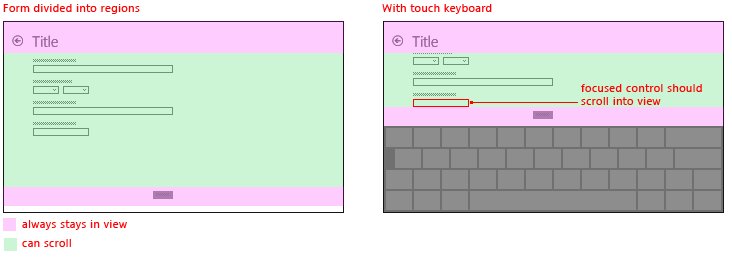 Form divided into regions
Title
always stays in view
can scroll
With touch keyboard
Title
focused control should
scroll into view